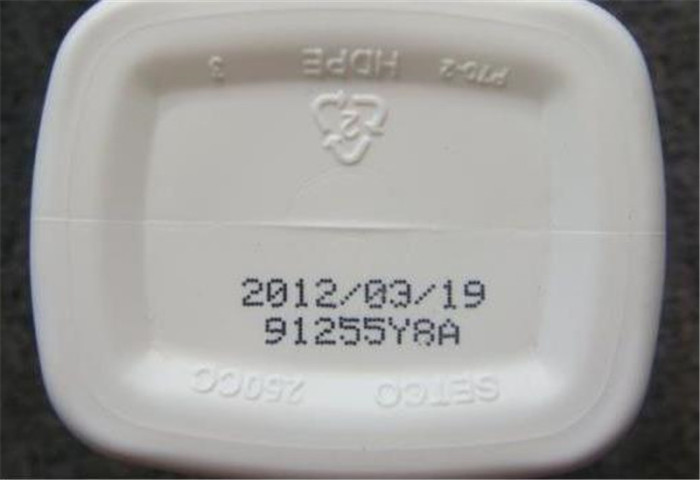 P70-2 HDPE 3
2
2012/03/19
91255Y8A
SETCO 250CC